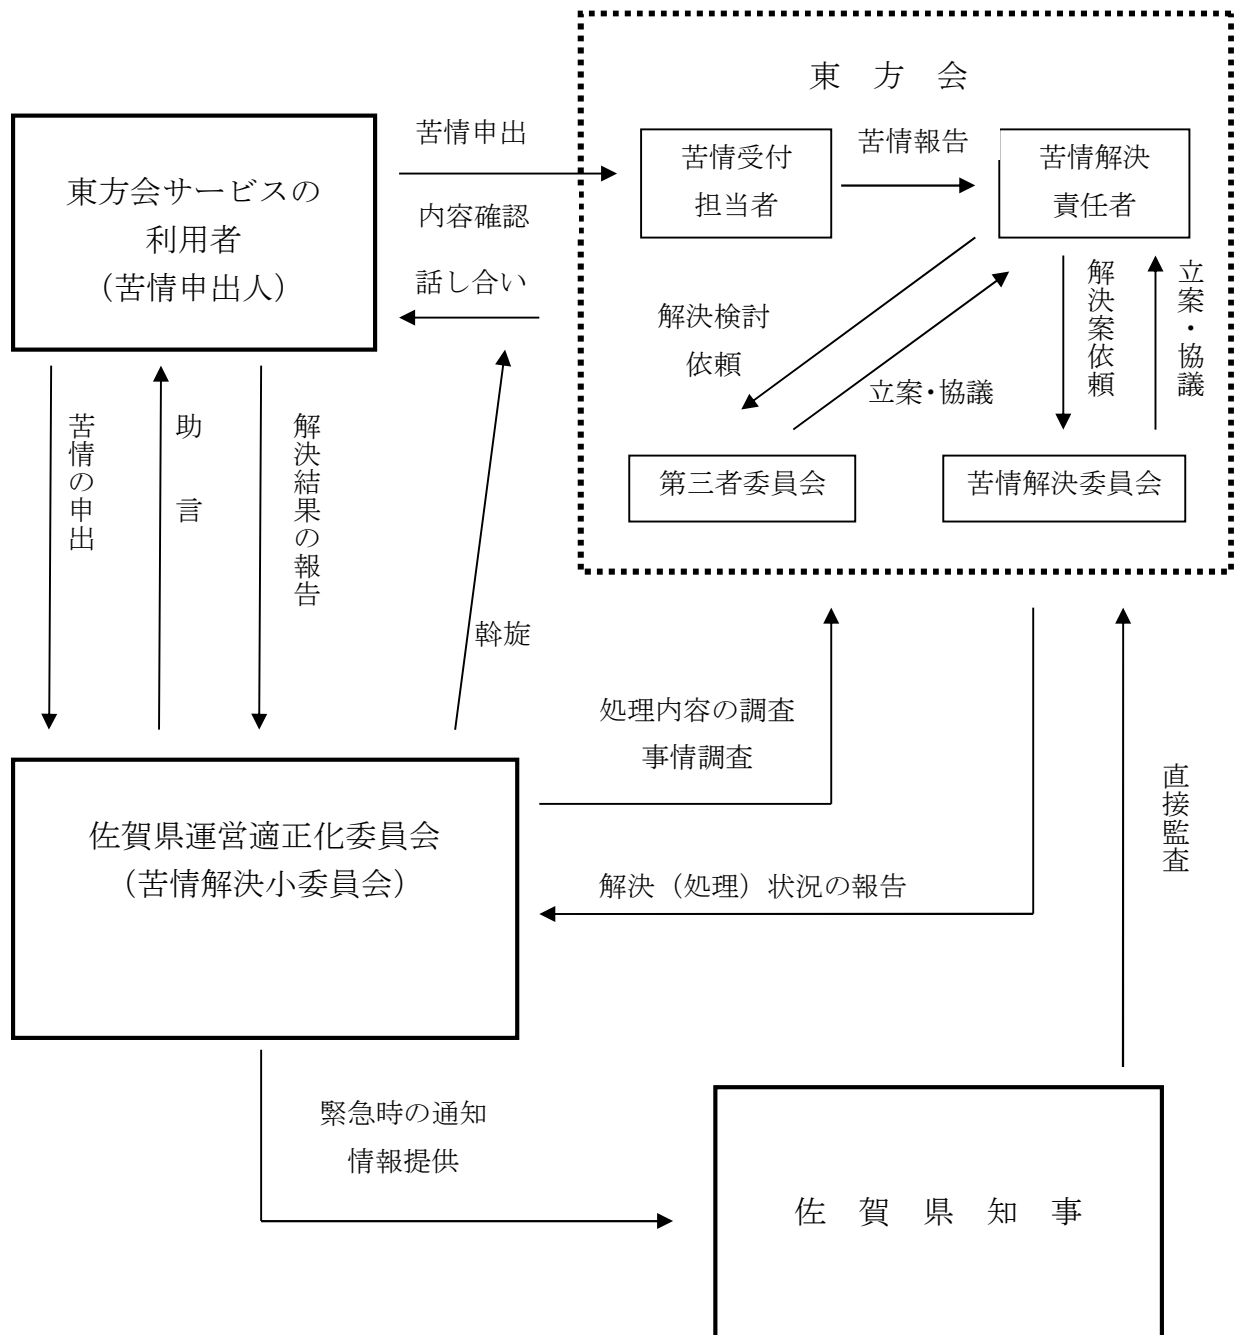 東　方　会
東方会サービスの
利用者
（苦情申出人）
苦情申出
内容確認
話し合い
苦情受付
担当者
苦情報告
苦情解決
責任者
解決検討
依頼
立案・協議
解決案依頼
立案・協議
第三者委員会
苦情解決委員会
苦情の申出
助　言
解決結果の報告
斡旋
処理内容の調査
事情調査
佐賀県運営適正化委員会
（苦情解決小委員会）
解決（処理）状況の報告
直接監査
緊急時の通知
情報提供
佐　賀　県　知　事